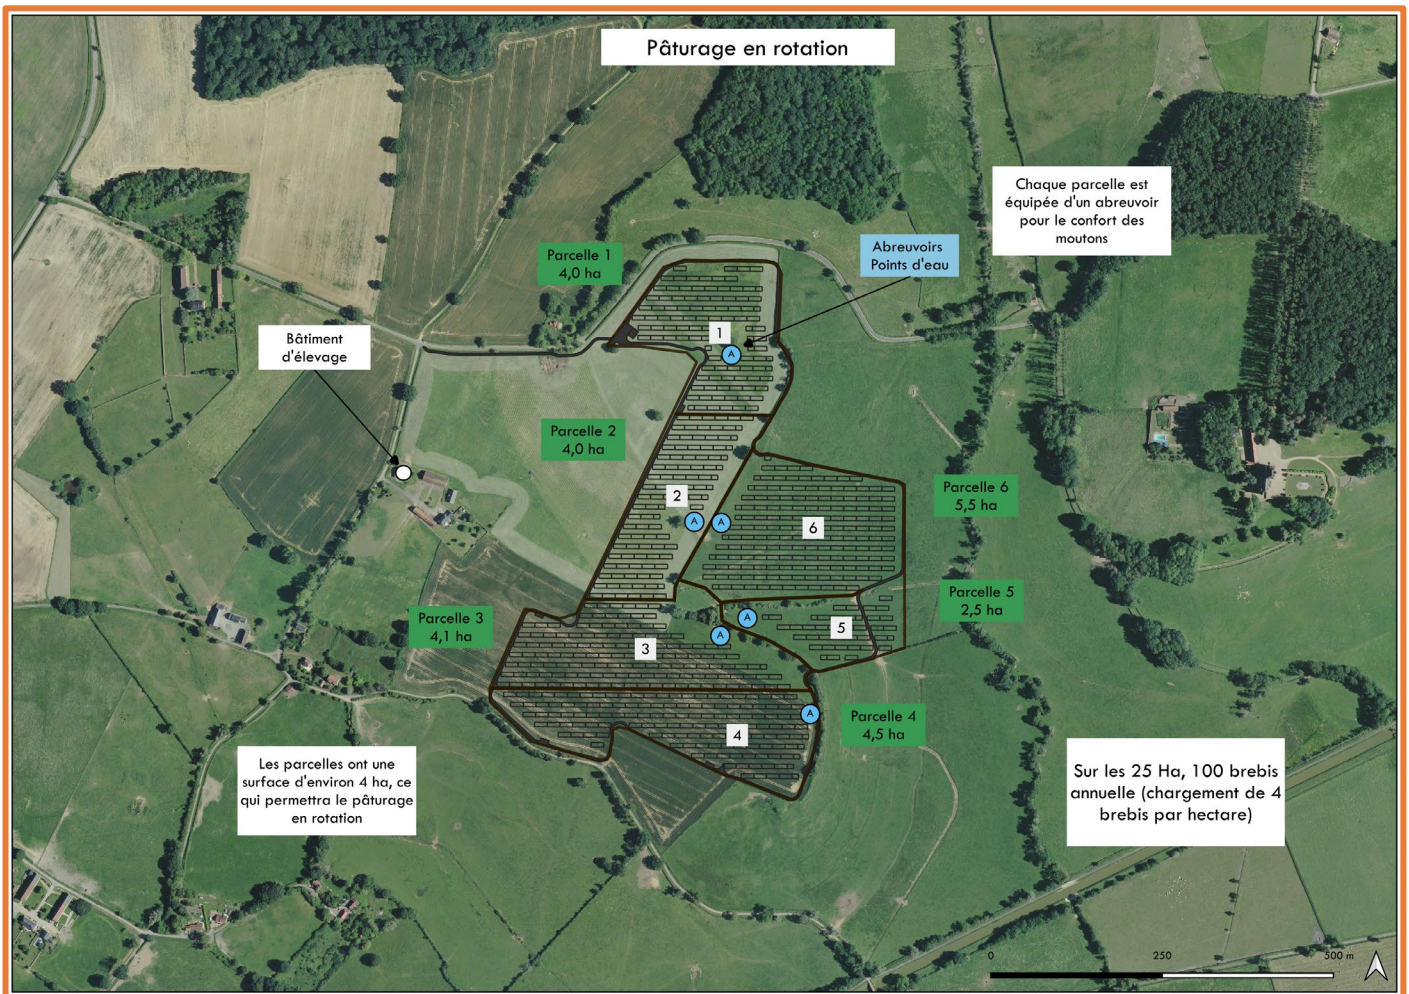 Pâturage en rotation
Chaque parcelle est
équipée d'un abreuvoir
pour le confort des
moutons
Parcelle 1
4,0 ha
Abreuvoirs
Points d'eau
Bâtiment
d'élevage
1
A
Parcelle 2
4,0 ha
2
A
A
6
Parcelle 6
5,5 ha
Parcelle 5
2,5 ha
Parcelle 3
4,1 ha
A
A
5
3
A
4
Parcelle 4
4,5 ha
Les parcelles ont une
surface d'environ 4 ha, ce
qui permettra le pâturage
en rotation
Sur les 25 Ha, 100 brebis
annuelle (chargement de 4
brebis par hectare)
0
250
500 m